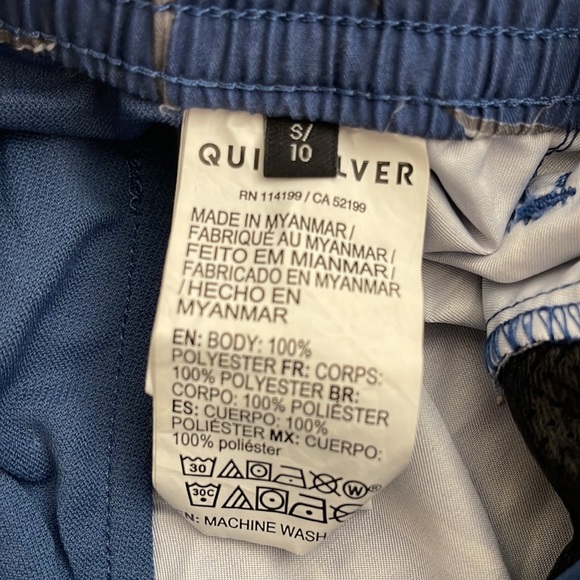 S/
10
QUI LVER
RN 114199 / CA 52199
MADE IN MYANMAR /
FABRIQUÉ AU MYANMAR /
FEITO EM MIANMAR /
FABRICADO EN MYANMAR
/HECHO EN
MYANMAR
EN: BODY: 100%
POLYESTER FR: CORPS:
100% POLYESTER BR:
CORPO: 100% POLIÉSTER
ES: CUERPO: 100%
POLIÉSTER MX: CUERPO:
100% poliéster
30 W®
30C
N: MACHINE WASH